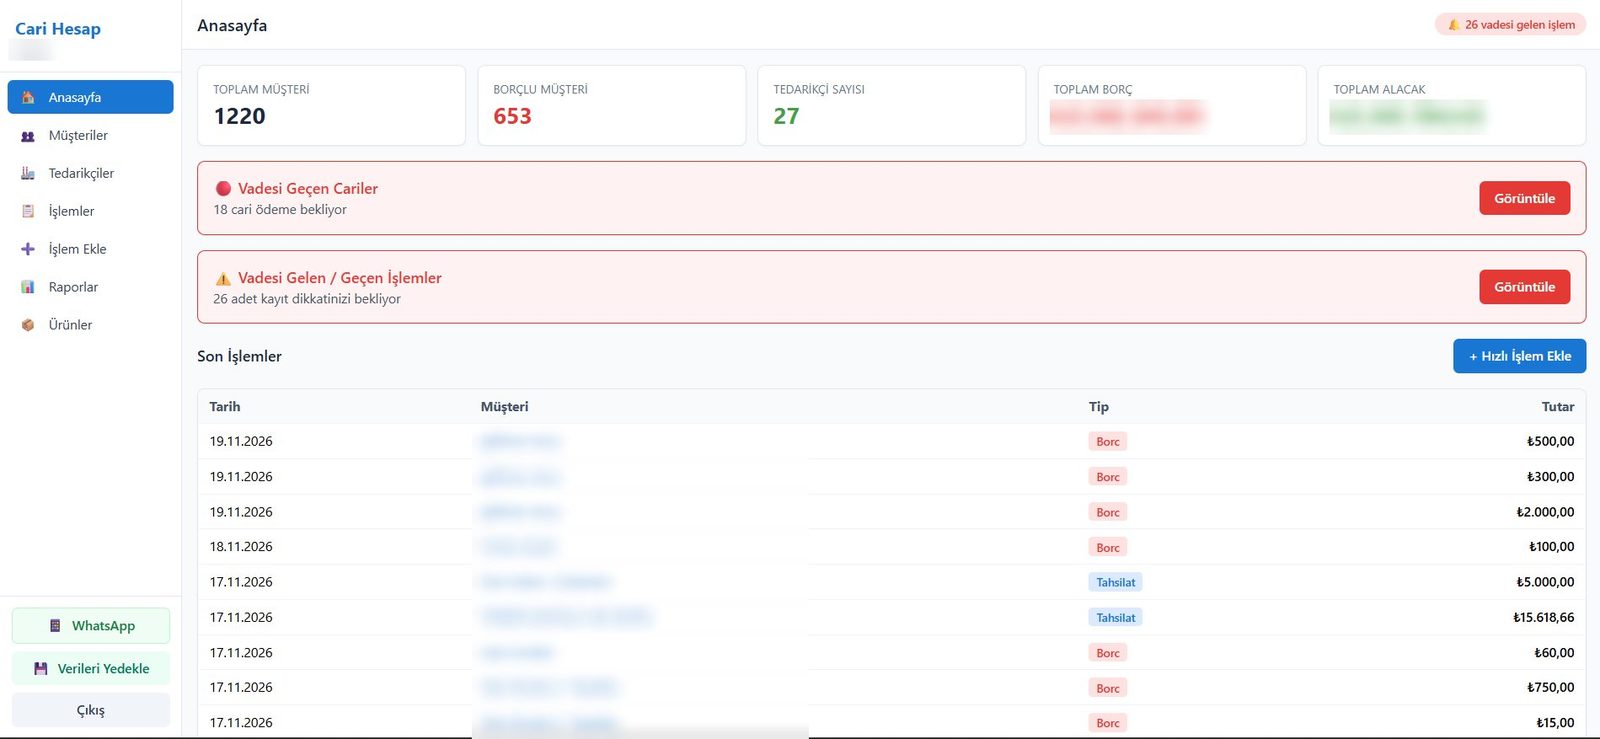 Cari Hesap
Anasayfa
Müşteriler
Tedarikçiler
İşlemler
İşlem Ekle
Raporlar
Ürünler
WhatsApp
Verileri Yedekle
Çıkış
Anasayfa
26 vadesi gelen işlem
TOPLAM MÜŞTERİ
1220
BORÇLU MÜŞTERİ
653
TEDARİKÇİ SAYISI
27
TOPLAM BORÇ
TOPLAM ALACAK
Vadesi Geçen Cariler
18 cari ödeme bekliyor
Görüntüle
Vadesi Gelen / Geçen İşlemler
26 adet kayıt dikkatinizi bekliyor
Görüntüle
Son İşlemler
+ Hızlı İşlem Ekle
Tarih Müşteri Tip Tutar
19.11.2026 Borc ₺500,00
19.11.2026 Borc ₺300,00
19.11.2026 Borc ₺2.000,00
18.11.2026 Borc ₺100,00
17.11.2026 Tahsilat ₺5.000,00
17.11.2026 Tahsilat ₺15.618,66
17.11.2026 Borc ₺60,00
17.11.2026 Borc ₺750,00
17.11.2026 Borc ₺15,00